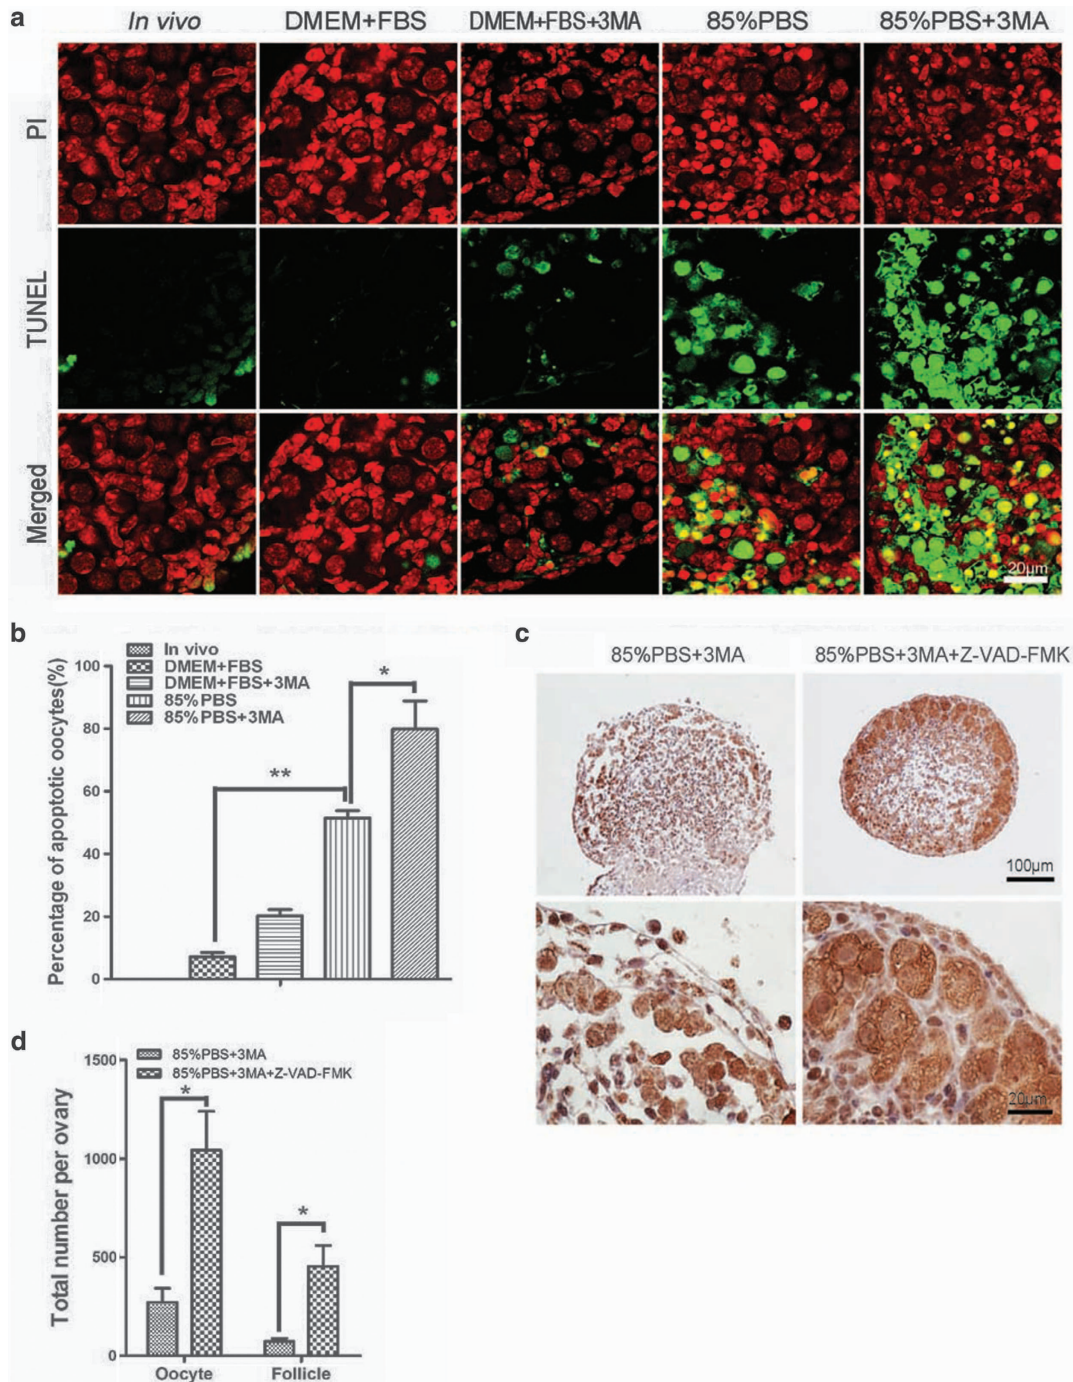 a
In vivo DMEM+FBS DMEM+FBS+3MA 85%PBS 85%PBS+3MA
PI
TUNEL
Merged
20μm
b
In vivo
DMEM+FBS
DMEM+FBS+3MA
85%PBS
85%PBS+3MA
Percentage of apoptotic oocytes(%)
100
80
60
40
20
0
**
*
c
85%PBS+3MA 85%PBS+3MA+Z-VAD-FMK
100μm
20μm
d
85%PBS+3MA
85%PBS+3MA+Z-VAD-FMK
Total number per ovary
1500
1000
500
0
*
*
Oocyte Follicle